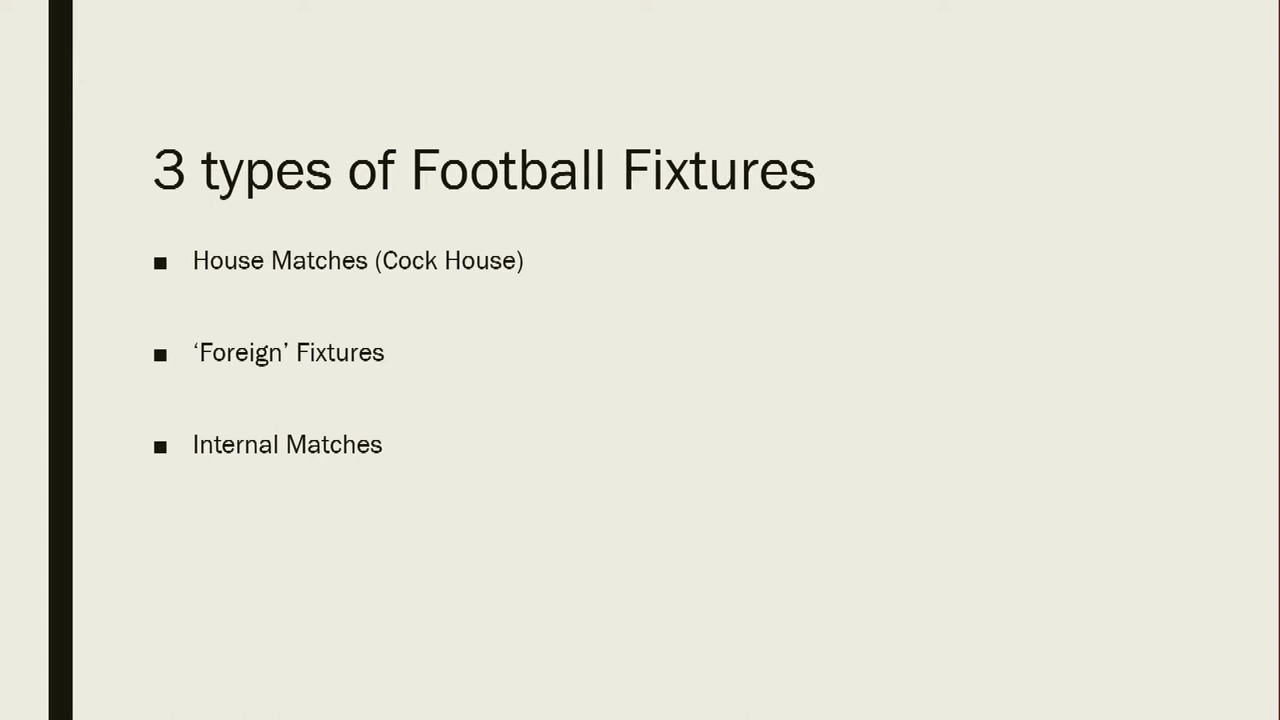 3 types of Football Fixtures
■ House Matches (Cock House)
■ ‘Foreign’ Fixtures
■ Internal Matches